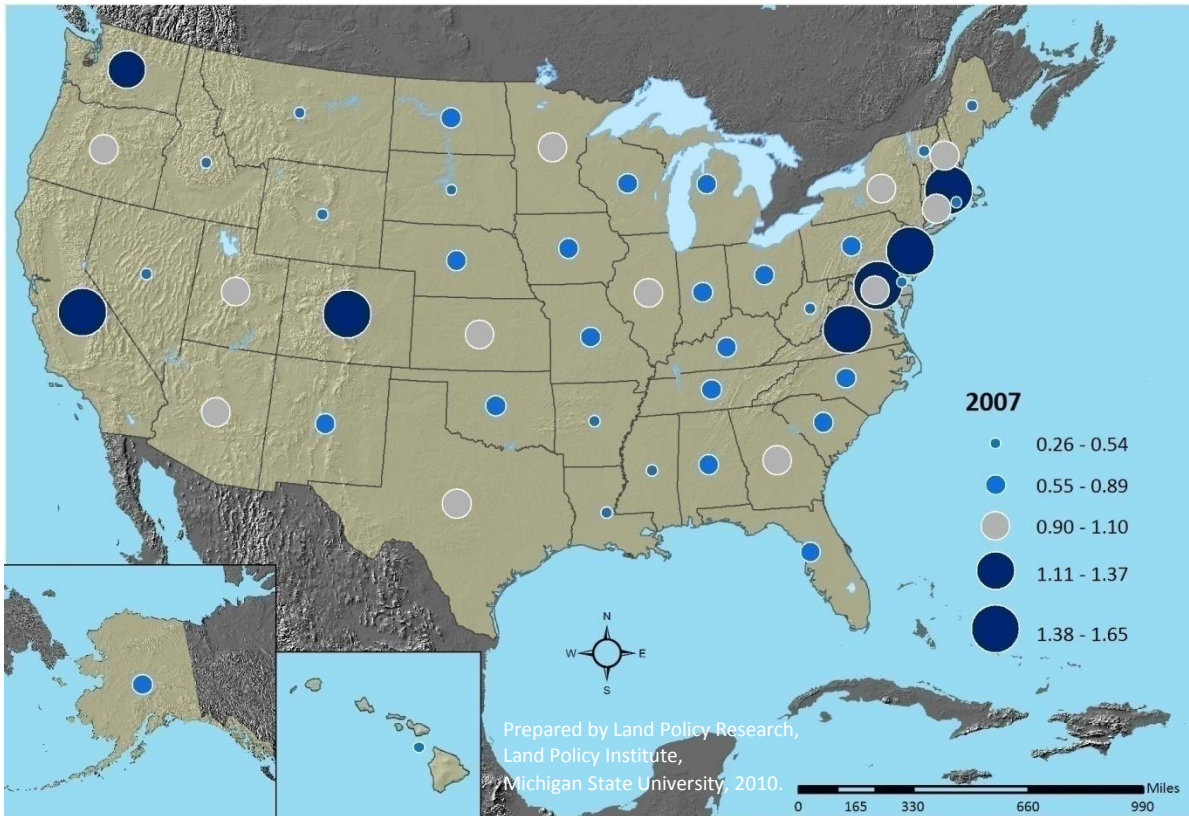 2007
0.26 - 0.54
0.55 - 0.89
0.90 - 1.10
1.11 - 1.37
1.38 - 1.65
N
W E
S
Prepared by Land Policy Research,
Land Policy Institute,
Michigan State University, 2010.
Miles
0 165 330 660 990